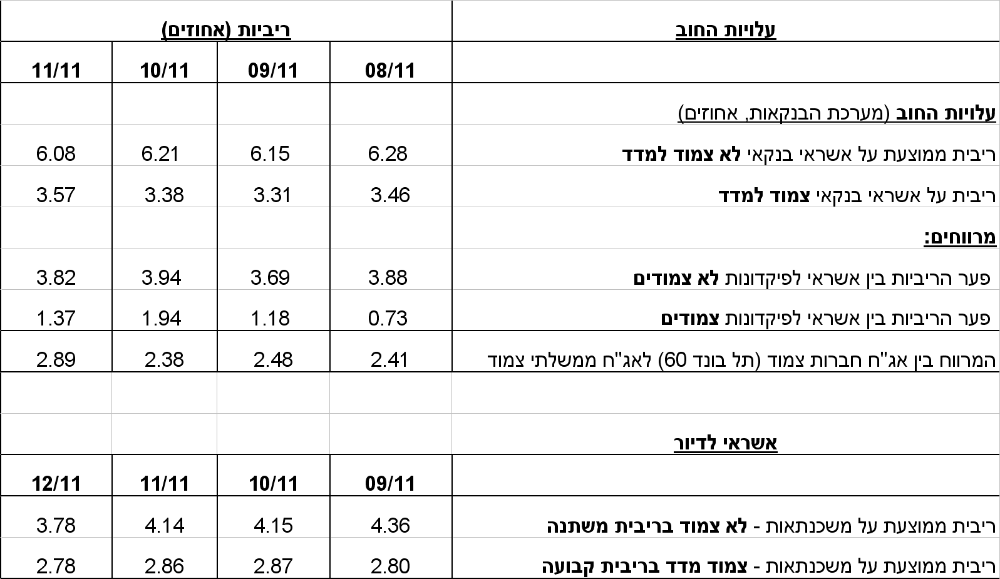 עלויות החוב ריביות (אחוזים)
08/11 09/11 10/11 11/11
עלויות החוב (מערכת הבנקאות, אחוזים)
ריבית ממוצעת על אשראי בנקאי לא צמוד למדד 6.28 6.15 6.21 6.08
ריבית על אשראי בנקאי צמוד למדד 3.46 3.31 3.38 3.57
מרווחים:
פער הריביות בין אשראי לפיקדונות לא צמודים 3.88 3.69 3.94 3.82
פער הריביות בין אשראי לפיקדונות צמודים 0.73 1.18 1.94 1.37
המרווח בין אג"ח חברות צמוד (תל בונד 60) לאג"ח ממשלתי צמוד 2.41 2.48 2.38 2.89
אשראי לדיור
09/11 10/11 11/11 12/11
ריבית ממוצעת על משכנתאות - לא צמוד בריבית משתנה 4.36 4.15 4.14 3.78
ריבית ממוצעת על משכנתאות - צמוד מדד בריבית קבועה 2.80 2.87 2.86 2.78